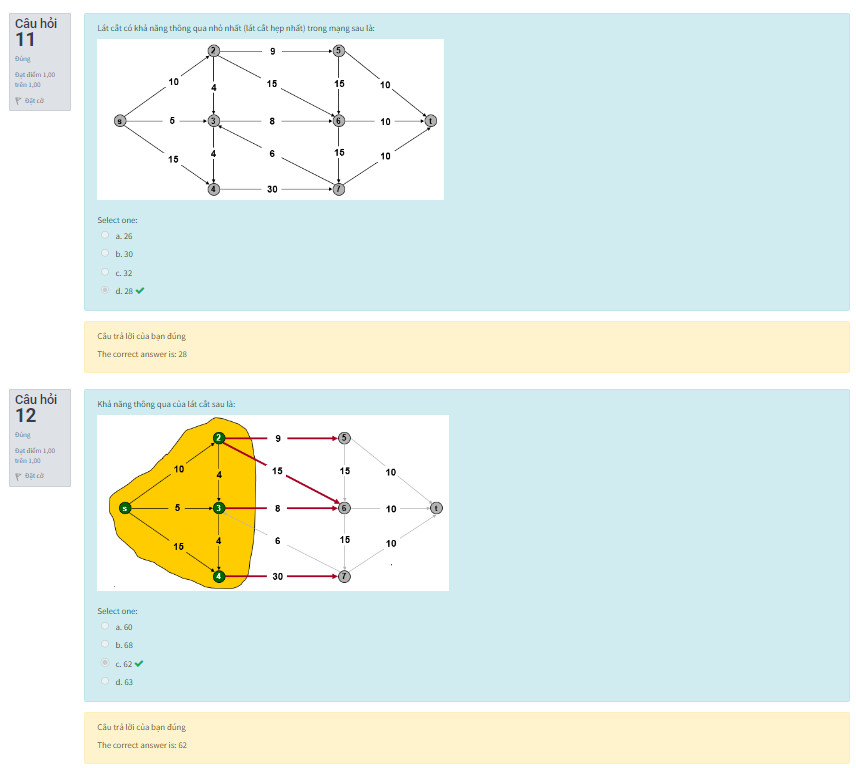 Câu hỏi
11
Đúng
Đạt điểm 1,00
trên 1,00
Đặt cờ
Lát cắt có khả năng thông qua nhỏ nhất (lát cắt hẹp nhất) trong mạng sau là:
2 9 5
10 4 15 15 10
s 5 3 8 6 10 t
15 4 6 15 10
4 30 7
Select one:
a. 26
b. 30
c. 32
d. 28
Câu trả lời của bạn đúng
The correct answer is: 28
Câu hỏi
12
Đúng
Đạt điểm 1,00
trên 1,00
Đặt cờ
Khả năng thông qua của lát cắt sau là:
2 9 5
10 4 15 15 10
s 5 3 8 6 10 t
15 4 6 15 10
4 30 7
Select one:
a. 60
b. 68
c. 62
d. 63
Câu trả lời của bạn đúng
The correct answer is: 62